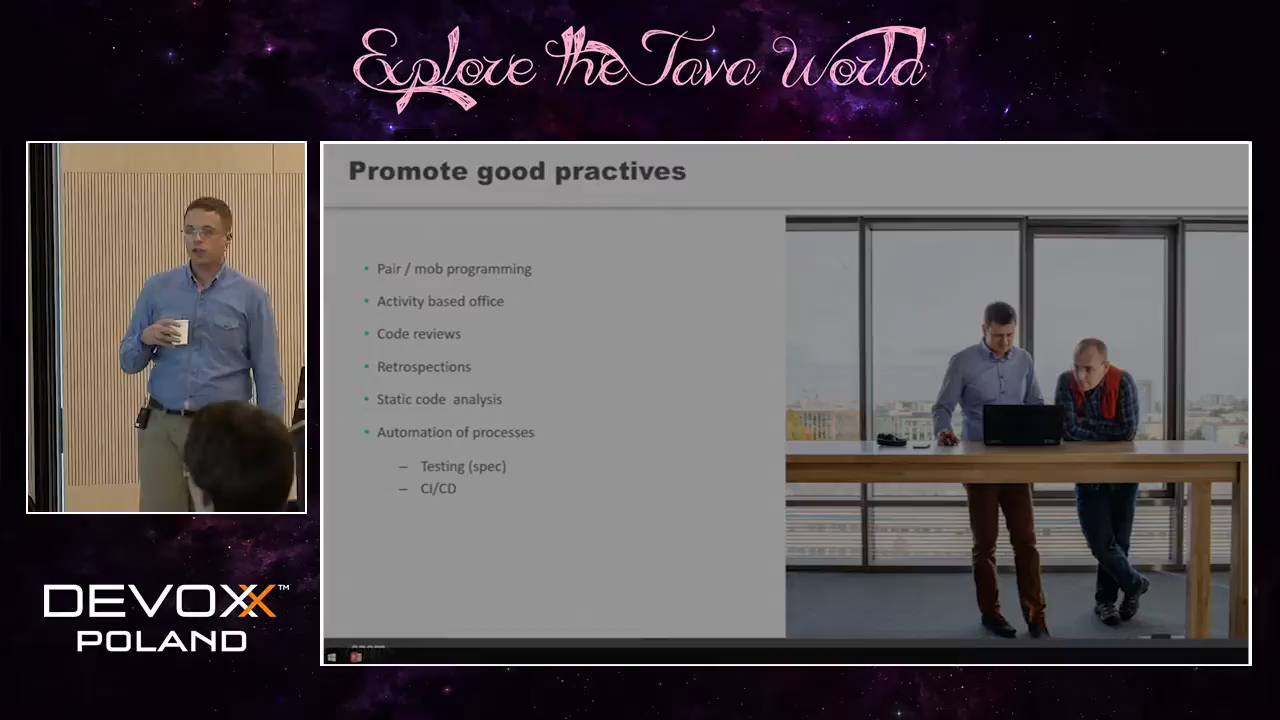 Explore the Java World
Promote good practives
• Pair / mob programming
• Activity based office
• Code reviews
• Retrospections
• Static code analysis
• Automation of processes
– Testing (spec)
– CI/CD
DEVOXX™
POLAND